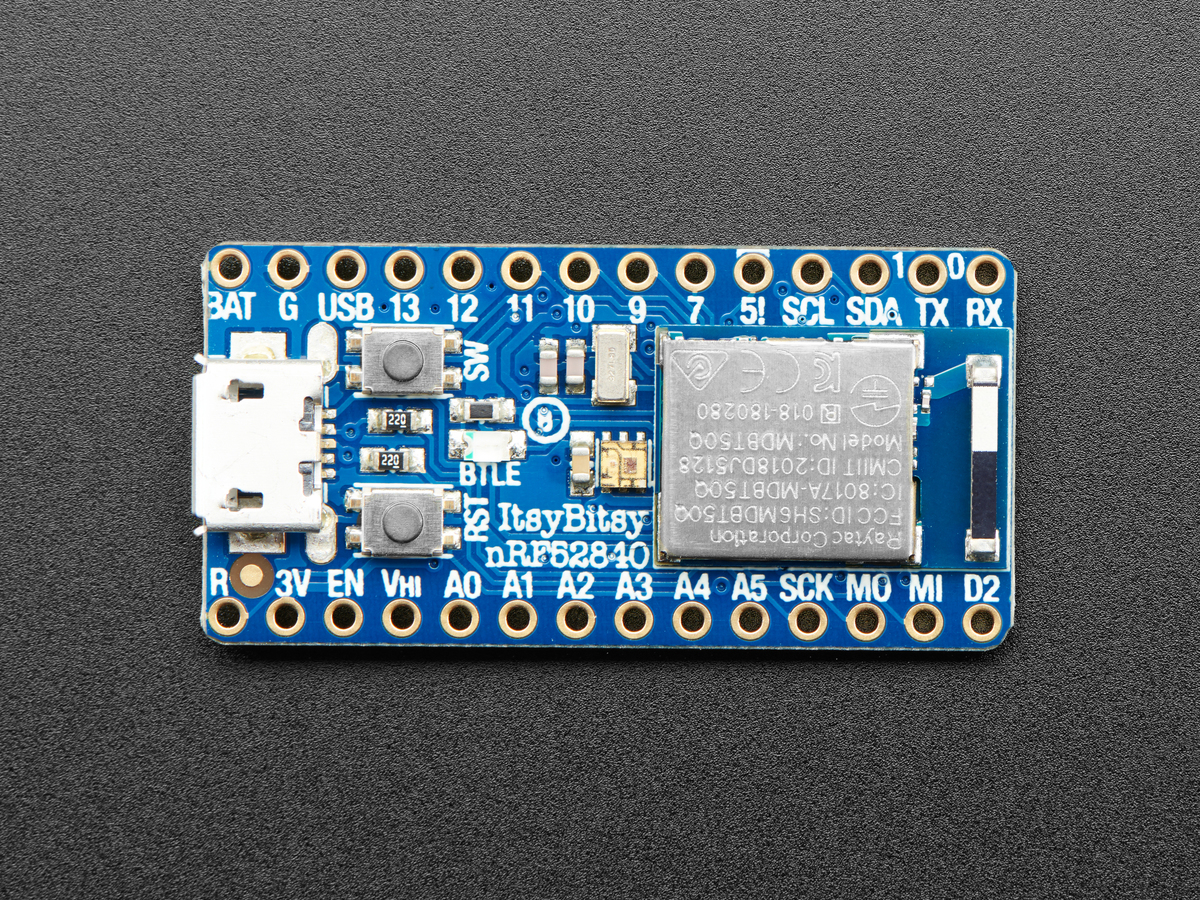 1 0
BAT G USB 13 12 11 10 9 7 5! SCL SDA TX RX
SW
220
220
BTLE
RST
ItsyBitsy
nRF52840
Raytac Corporation
FCC ID:SH6MDBT50Q
IC:8017A-MDBT50Q
CMIIT ID:2018DJ5128
Model No.:MDBT50Q
R 018-180280
R 3V EN VHI A0 A1 A2 A3 A4 A5 SCK MO MI D2